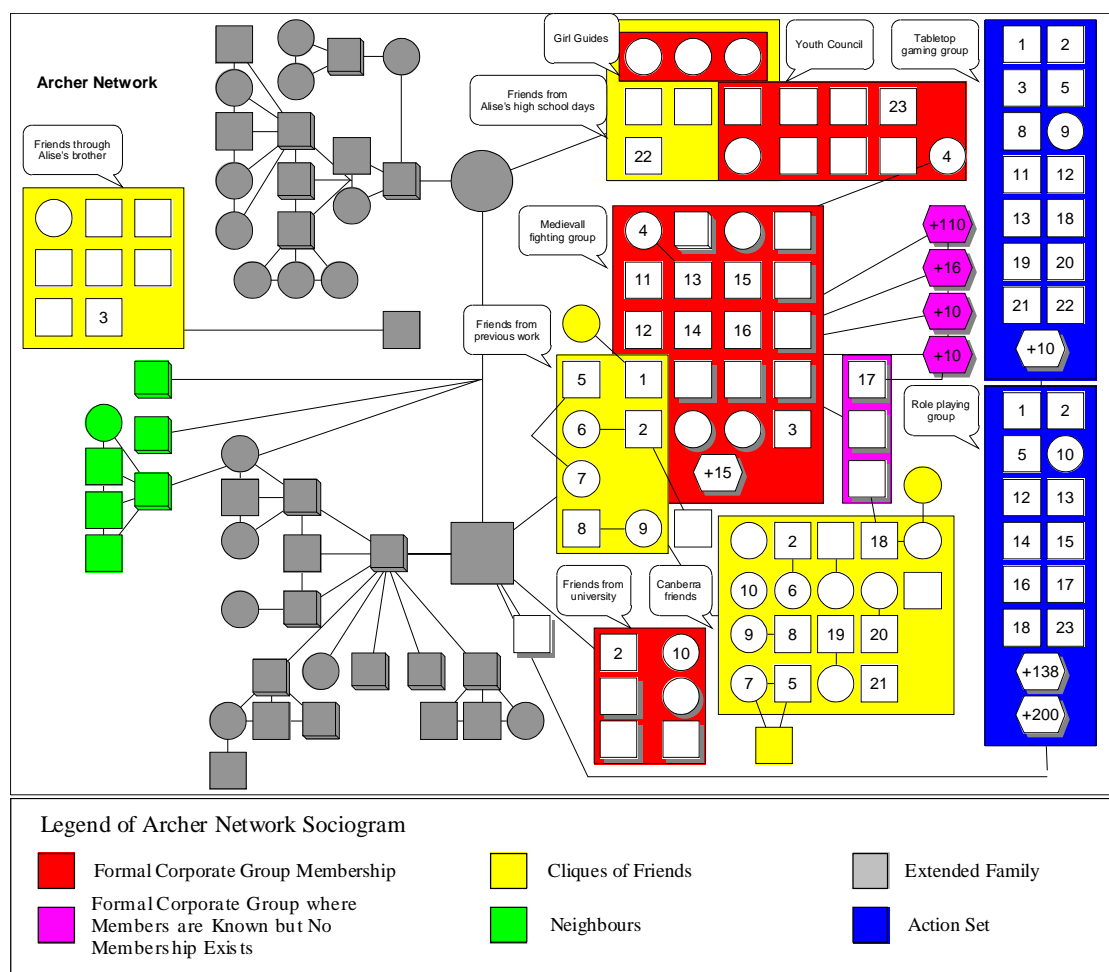 Archer Network
Girl Guides
Youth Council
Tabletop
gaming group
Friends from
Alise's high school days
Friends through
Alise's brother
3
22
23
4
Medievall
fighting group
4
11
13
15
12
14
16
3
+15
+110
+16
+10
+10
1
2
3
5
8
9
11
12
13
18
19
20
21
22
+10
Friends from
previous work
5
1
6
2
7
8
9
17
Role playing
group
1
2
5
10
12
13
14
15
16
17
18
23
+138
+200
Friends from
university
2
10
Canberra
friends
2
18
10
6
9
8
19
20
7
5
21
Legend of Archer Network Sociogram
Formal Corporate Group Membership
Cliques of Friends
Extended Family
Formal Corporate Group where
Members are Known but No
Membership Exists
Neighbours
Action Set